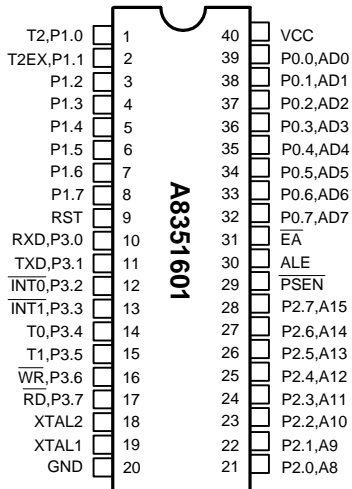 T2,P1.0 1 40 VCC
T2EX,P1.1 2 39 P0.0,AD0
P1.2 3 38 P0.1,AD1
P1.3 4 37 P0.2,AD2
P1.4 5 36 P0.3,AD3
P1.5 6 35 P0.4,AD4
P1.6 7 34 P0.5,AD5
P1.7 8 33 P0.6,AD6
RST 9 32 P0.7,AD7
RXD,P3.0 10 31 EA
TXD,P3.1 11 30 ALE
INT0,P3.2 12 29 PSEN
INT1,P3.3 13 28 P2.7,A15
T0,P3.4 14 27 P2.6,A14
T1,P3.5 15 26 P2.5,A13
WR,P3.6 16 25 P2.4,A12
RD,P3.7 17 24 P2.3,A11
XTAL2 18 23 P2.2,A10
XTAL1 19 22 P2.1,A9
GND 20 21 P2.0,A8
A8351601